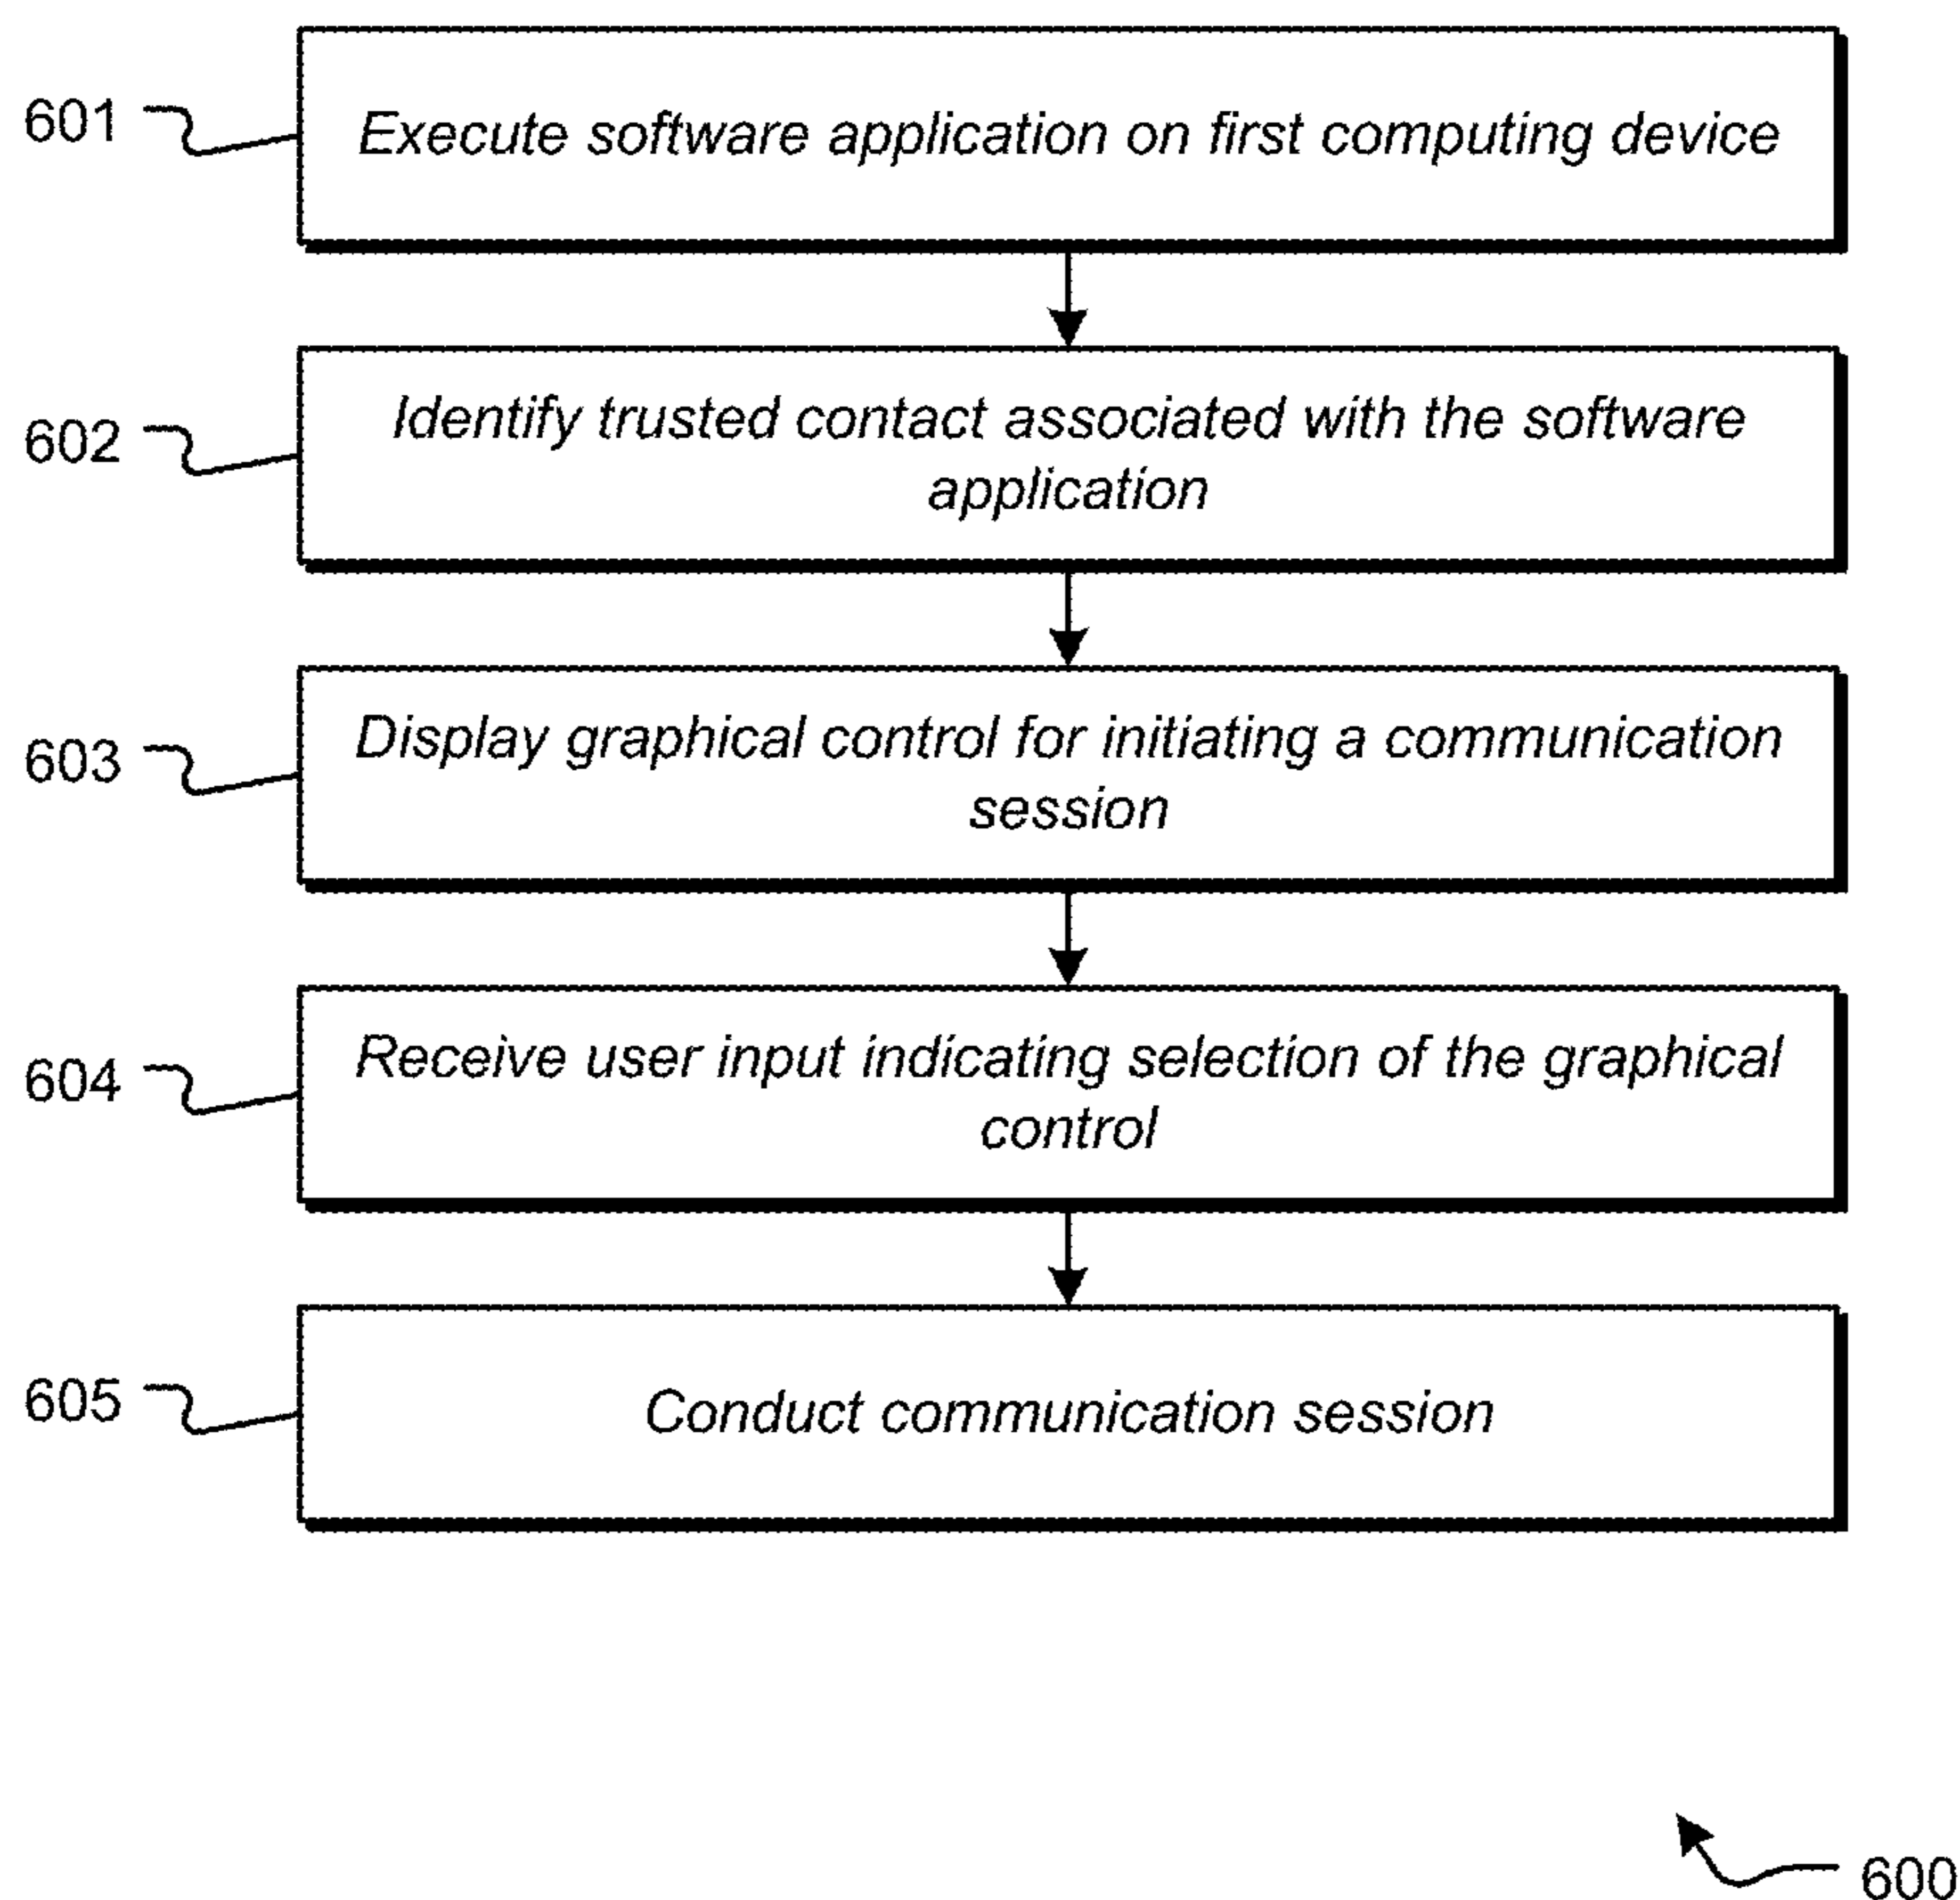 601
Execute software application on first computing device
602
Identify trusted contact associated with the software
application
603
Display graphical control for initiating a communication
session
604
Receive user input indicating selection of the graphical
control
605
Conduct communication session
600